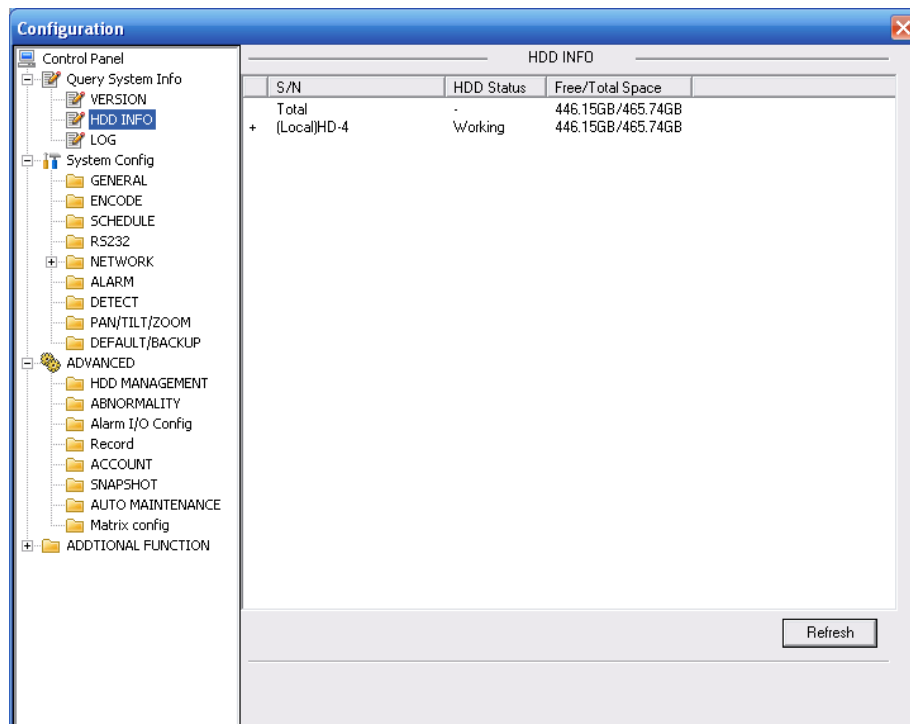 Configuration
Control Panel
Query System Info
VERSION
HDD INFO
LOG
System Config
GENERAL
ENCODE
SCHEDULE
RS232
NETWORK
ALARM
DETECT
PAN/TILT/ZOOM
DEFAULT/BACKUP
ADVANCED
HDD MANAGEMENT
ABNORMALITY
Alarm I/O Config
Record
ACCOUNT
SNAPSHOT
AUTO MAINTENANCE
Matrix config
ADDTIONAL FUNCTION
HDD INFO
S/N HDD Status Free/Total Space
Total - 446.15GB/465.74GB
+ (Local)HD-4 Working 446.15GB/465.74GB
Refresh